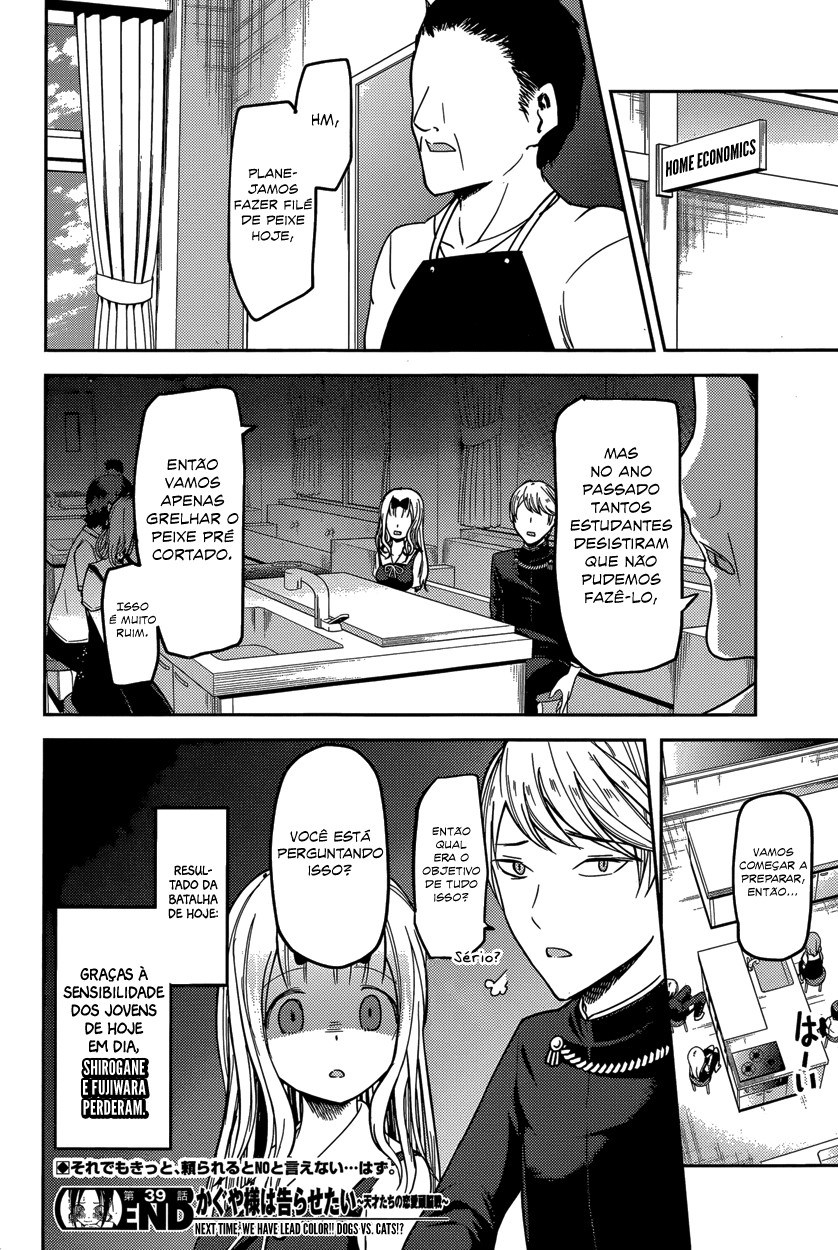 HOME ECONOMICS
HM,
PLANE-
JAMOS
FAZER FILÉ
DE PEIXE
HOJE,
MAS
NO ANO
PASSADO
TANTOS
ESTUDANTES
DESISTIRAM
QUE NÃO
PUDEMOS
FAZÊ-LO,
ENTÃO
VAMOS
APENAS
GRELHAR O
PEIXE PRÉ
CORTADO.
ISSO
É MUITO
RUIM.
VAMOS
COMEÇAR A
PREPARAR,
ENTÃO...
はーい
ENTÃO
QUAL
ERA O
OBJETIVO
DE TUDO
ISSO?
Sério?
VOCÊ ESTÁ
PERGUNTANDO
ISSO?
RESUL-
TADO DA
BATALHA
DE HOJE:
GRAÇAS À
SENSIBILIDADE
DOS JOVENS
DE HOJE
EM DIA,
SHIROGANE
E FUJIWARA
PERDERAM.
◆それでもきっと、頼られるとNOと言えない…はず。
第39話 END かぐや様は告らせたい~天才たちの恋愛頭脳戦~
NEXT TIME, WE HAVE LEAD COLOR!! DOGS VS. CATS!?